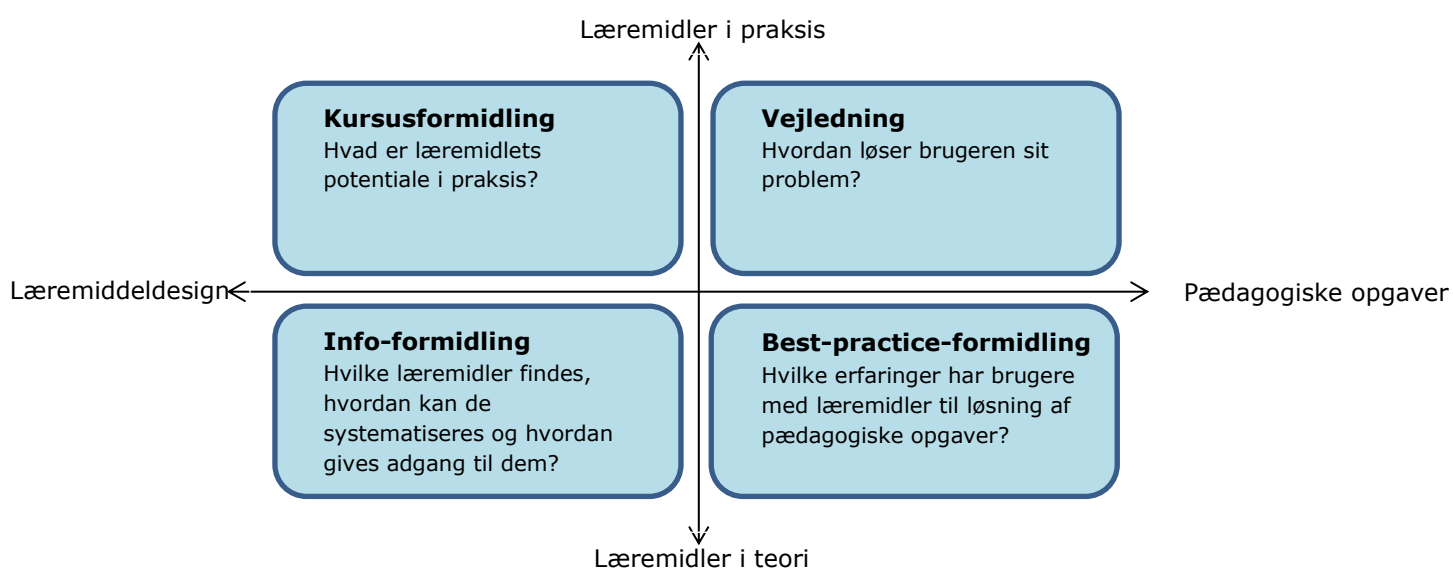 Læremidler i praksis
Kursusformidling
Hvad er læremidlets
potentiale i praksis?
Vejledning
Hvordan løser brugeren sit
problem?
Læremiddeldesign
Pædagogiske opgaver
Info-formidling
Hvilke læremidler findes,
hvordan kan de
systematiseres og hvordan
gives adgang til dem?
Best-practice-formidling
Hvilke erfaringer har brugere
med læremidler til løsning af
pædagogiske opgaver?
Læremidler i teori